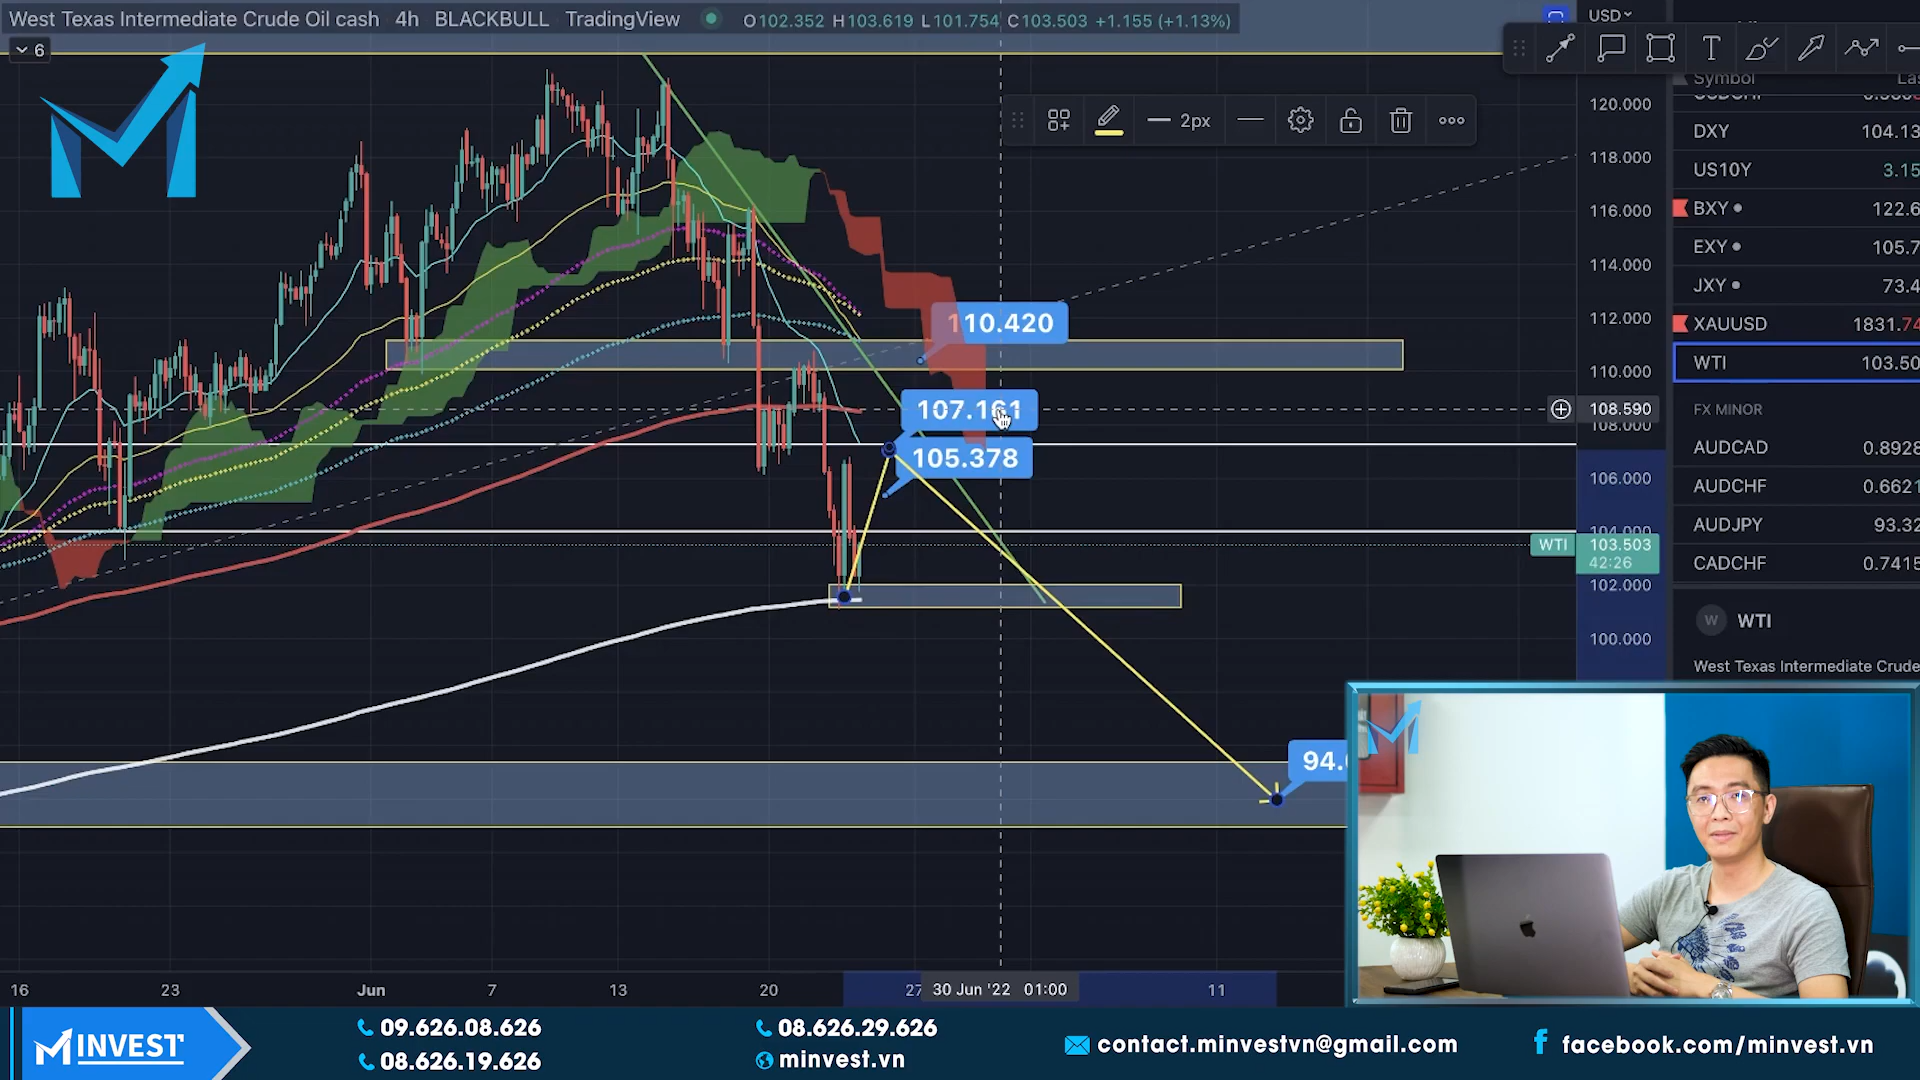 West Texas Intermediate Crude Oil cash 4h BLACKBULL TradingView O102.352 H103.619 L101.754 C103.503 +1.155 (+1.13%)
USD
6
2px
T
Symbol
120.000
118.000
116.000
114.000
112.000
110.000
108.590
108.000
106.000
104.000
WTI 103.503
42:26
102.000
100.000
DXY 104.13
US10Y 3.15
BXY 122.6
EXY 105.7
JXY 73.4
XAUUSD 1831.74
WTI 103.50
FX MINOR
AUDCAD 0.8928
AUDCHF 0.6621
AUDJPY 93.32
CADCHF 0.7415
W WTI
West Texas Intermediate Crude
110.420
107.161
105.378
94.
16 23 Jun 7 13 20 27 30 Jun '22 01:00 11
MINVEST
09.626.08.626
08.626.19.626
08.626.29.626
minvest.vn
contact.minvestvn@gmail.com
facebook.com/minvest.vn